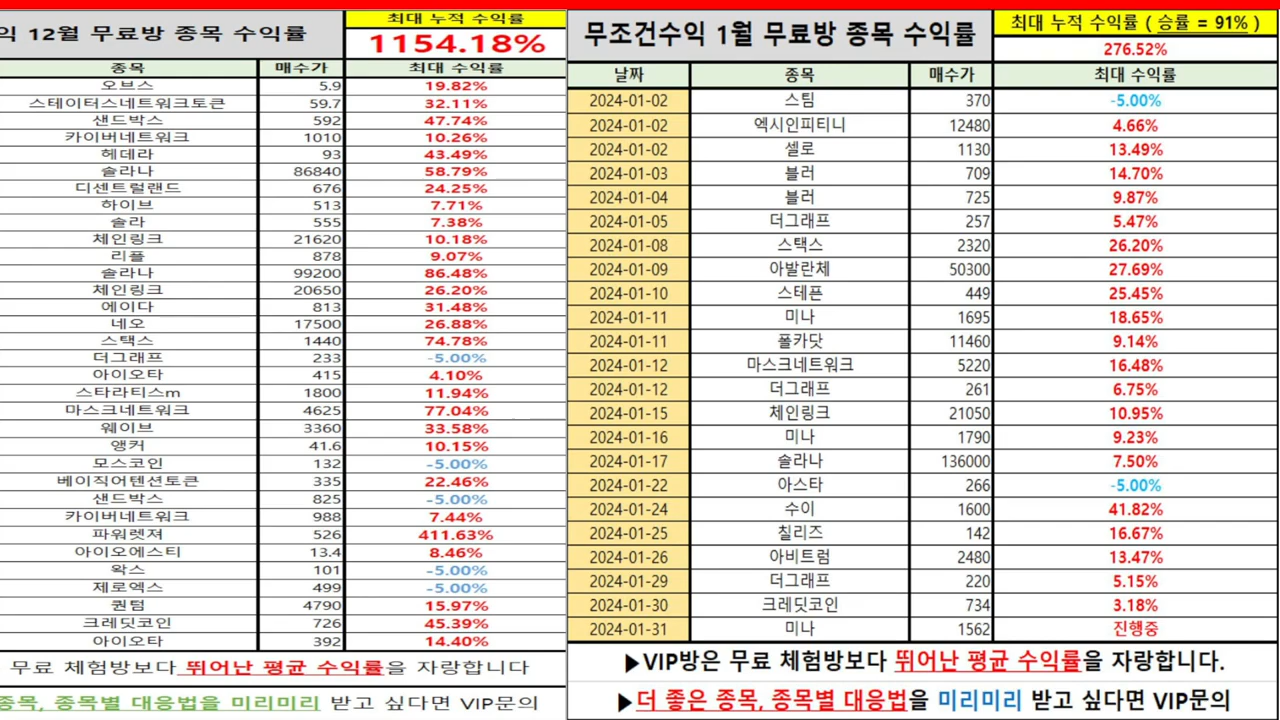 익 12월 무료방 종목 수익률
최대 누적 수익률
1154.18%
종목 매수가 최대 수익률
오브스 5.9 19.82%
스테이터스네트워크토큰 59.7 32.11%
샌드박스 592 47.74%
카이버네트워크 1010 10.26%
헤데라 93 43.49%
솔라나 86840 58.79%
디센트럴랜드 676 24.25%
하이브 513 7.71%
솔라 555 7.38%
체인링크 21620 10.18%
리플 878 9.07%
솔라나 99200 86.48%
체인링크 20650 26.20%
에이다 813 31.48%
네오 17500 26.88%
스택스 1440 74.78%
더그래프 233 -5.00%
아이오타 415 4.10%
스타라티스m 1800 11.94%
마스크네트워크 4625 77.04%
웨이브 3360 33.58%
앵커 41.6 10.15%
모스코인 132 -5.00%
베이직어텐션토큰 335 22.46%
샌드박스 825 -5.00%
카이버네트워크 988 7.44%
파워렛져 526 411.63%
아이오에스티 13.4 8.46%
왁스 101 -5.00%
제로엑스 499 -5.00%
퀀텀 4790 15.97%
크레딧코인 726 45.39%
아이오타 392 14.40%
무료 체험방보다 뛰어난 평균 수익률을 자랑합니다
종목, 종목별 대응법을 미리미리 받고 싶다면 VIP문의
무조건수익 1월 무료방 종목 수익률
최대 누적 수익률 ( 승률 = 91% )
276.52%
날짜 종목 매수가 최대 수익률
2024-01-02 스팀 370 -5.00%
2024-01-02 엑시인피티니 12480 4.66%
2024-01-02 셀로 1130 13.49%
2024-01-03 블러 709 14.70%
2024-01-04 블러 725 9.87%
2024-01-05 더그래프 257 5.47%
2024-01-08 스택스 2320 26.20%
2024-01-09 아발란체 50300 27.69%
2024-01-10 스테픈 449 25.45%
2024-01-11 미나 1695 18.65%
2024-01-11 폴카닷 11460 9.14%
2024-01-12 마스크네트워크 5220 16.48%
2024-01-12 더그래프 261 6.75%
2024-01-15 체인링크 21050 10.95%
2024-01-16 미나 1790 9.23%
2024-01-17 솔라나 136000 7.50%
2024-01-22 아스타 266 -5.00%
2024-01-24 수이 1600 41.82%
2024-01-25 칠리즈 142 16.67%
2024-01-26 아비트럼 2480 13.47%
2024-01-29 더그래프 220 5.15%
2024-01-30 크레딧코인 734 3.18%
2024-01-31 미나 1562 진행중
▶VIP방은 무료 체험방보다 뛰어난 평균 수익률을 자랑합니다.
▶더 좋은 종목, 종목별 대응법을 미리미리 받고 싶다면 VIP문의